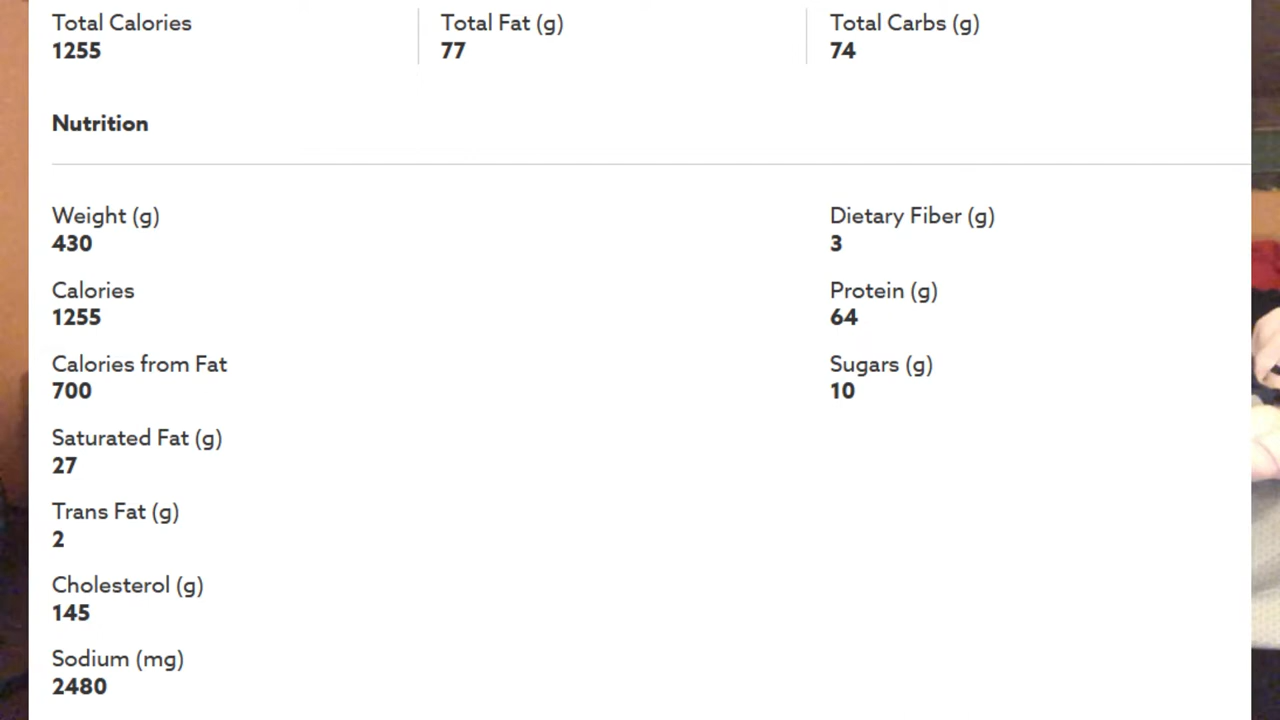 Total Calories
1255
Total Fat (g)
77
Total Carbs (g)
74
Nutrition
Weight (g)
430
Calories
1255
Calories from Fat
700
Saturated Fat (g)
27
Trans Fat (g)
2
Cholesterol (g)
145
Sodium (mg)
2480
Dietary Fiber (g)
3
Protein (g)
64
Sugars (g)
10